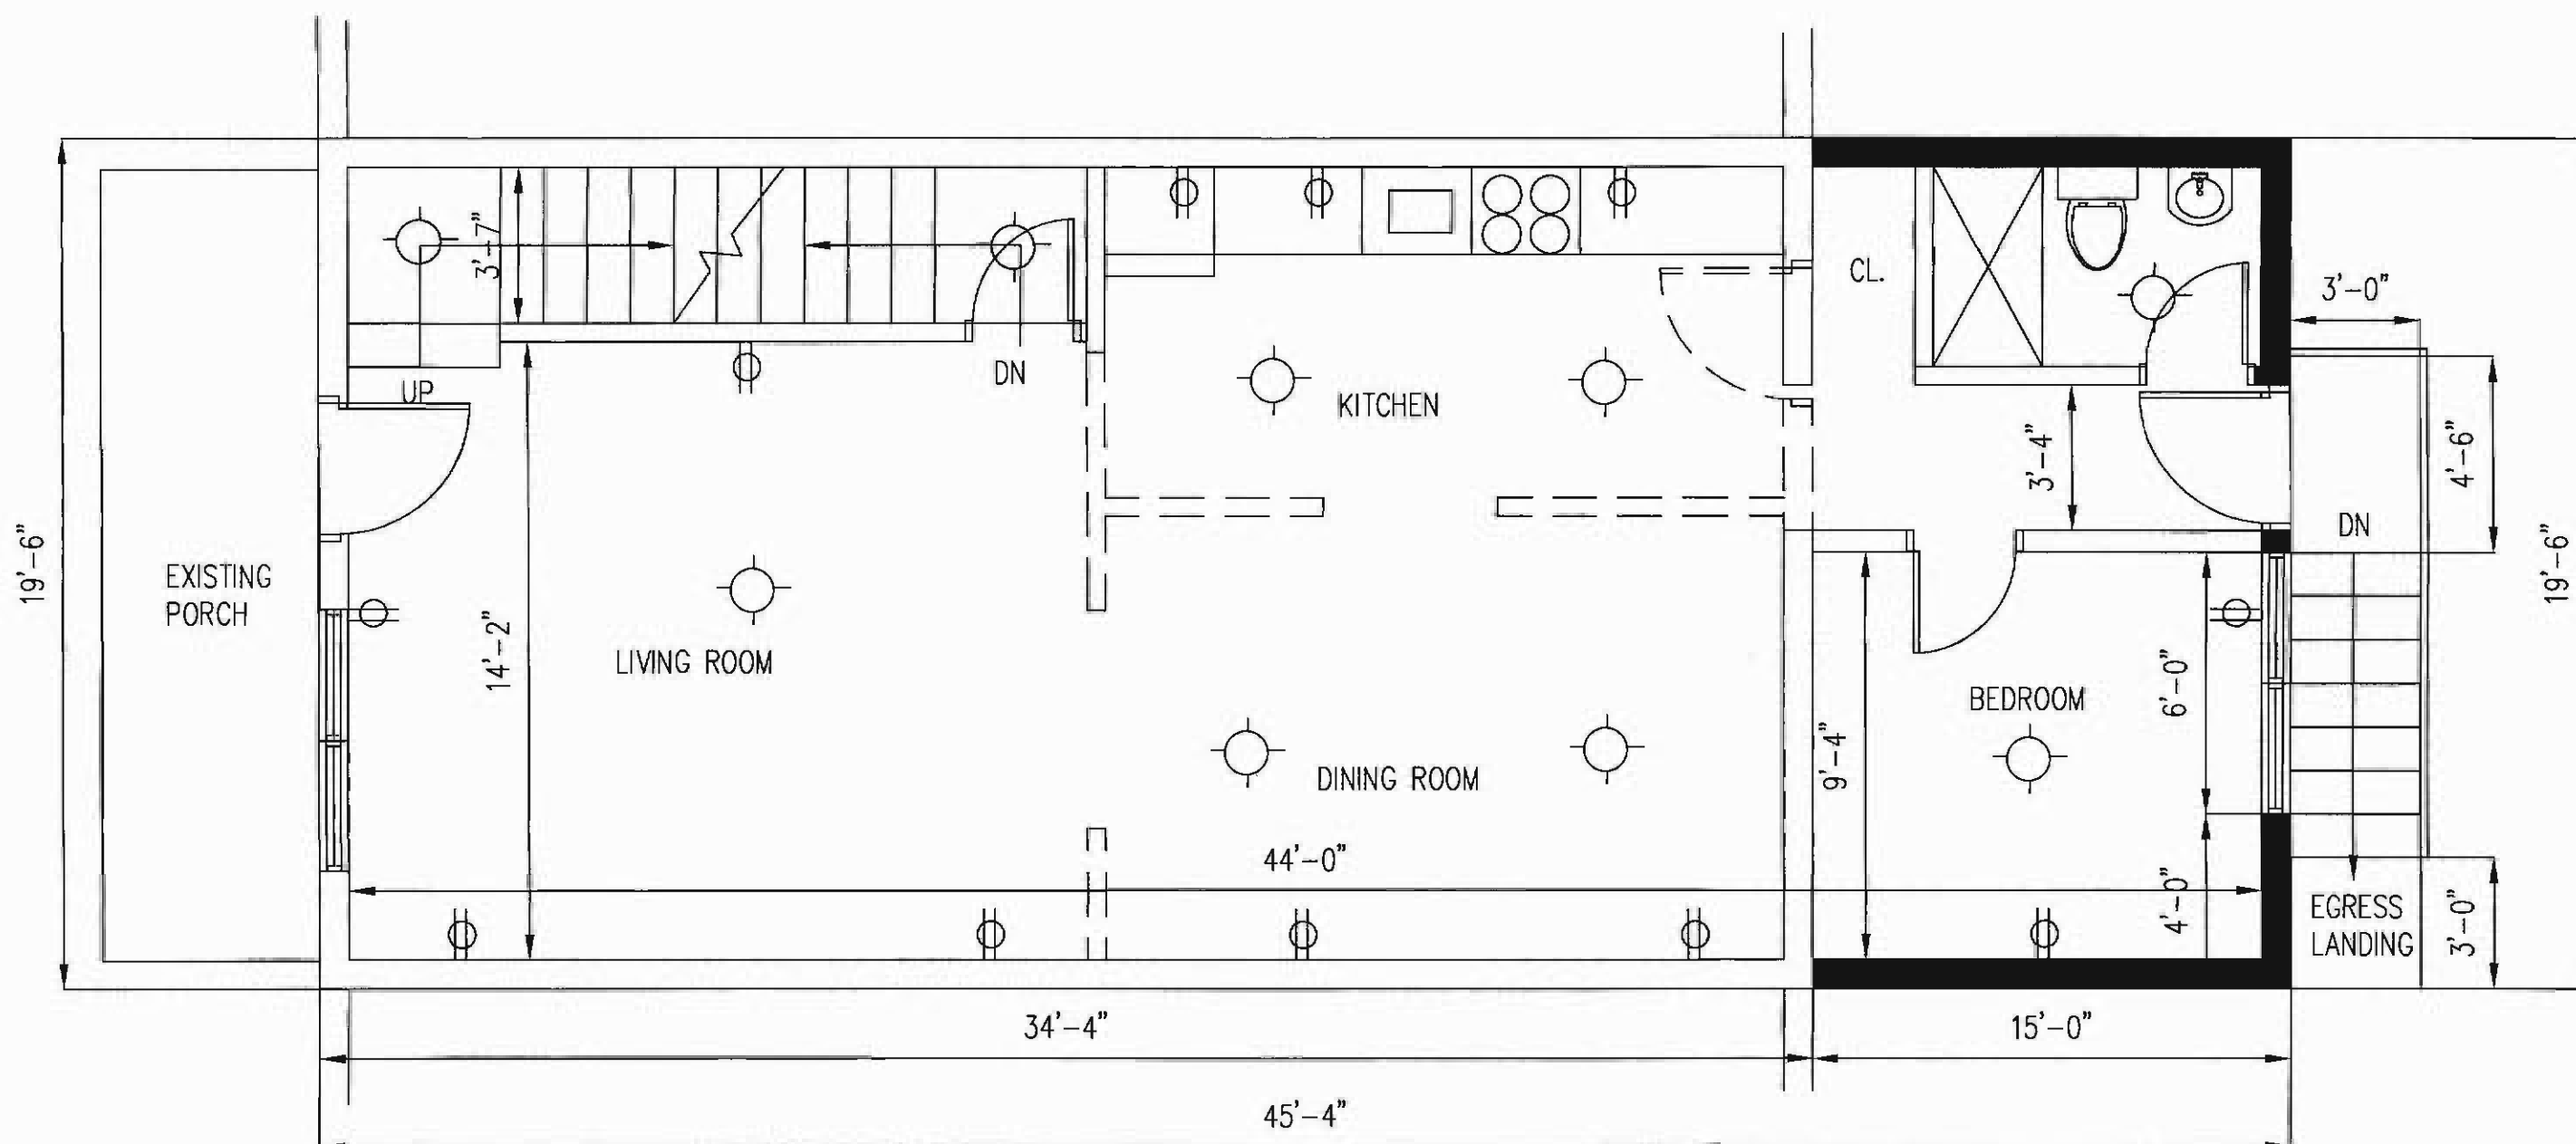 3'-7"
CL.
3'-0"
UP
DN
KITCHEN
3'-4"
4'-6"
DN
19'-6"
EXISTING
PORCH
14'-2"
LIVING ROOM
19'-6"
6'-0"
BEDROOM
9'-4"
DINING ROOM
44'-0"
4'-0"
EGRESS
LANDING
3'-0"
34'-4"
15'-0"
45'-4"